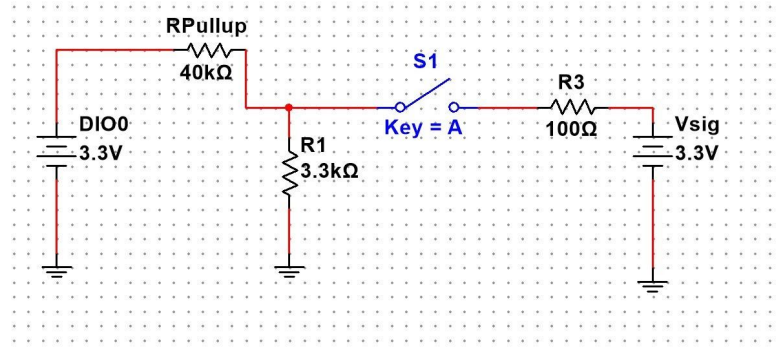 RPullup
40kΩ
DIO0
3.3V
R1
3.3kΩ
S1
Key = A
R3
100Ω
Vsig
3.3V